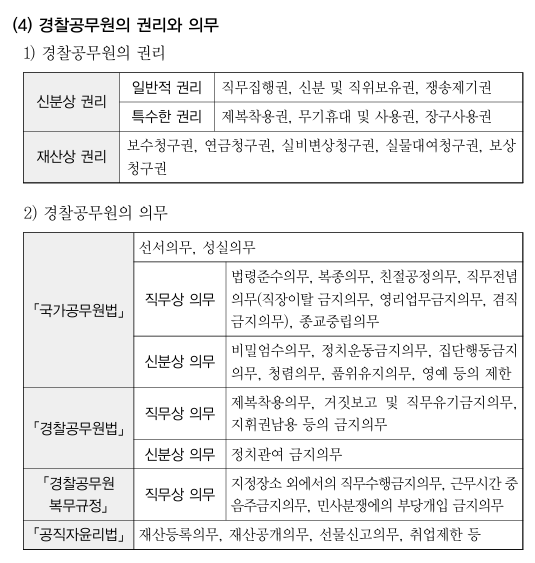 (4) 경찰공무원의 권리와 의무
1) 경찰공무원의 권리
신분상 권리
일반적 권리
직무집행권, 신분 및 직위보유권, 쟁송제기권
특수한 권리
제복착용권, 무기휴대 및 사용권, 장구사용권
재산상 권리
보수청구권, 연금청구권, 실비변상청구권, 실물대여청구권, 보상
청구권
2) 경찰공무원의 의무
「국가공무원법」
선서의무, 성실의무
직무상 의무
법령준수의무, 복종의무, 친절공정의무, 직무전념
의무(직장이탈 금지의무, 영리업무금지의무, 겸직
금지의무), 종교중립의무
신분상 의무
비밀엄수의무, 정치운동금지의무, 집단행동금지
의무, 청렴의무, 품위유지의무, 영예 등의 제한
「경찰공무원법」
직무상 의무
제복착용의무, 거짓보고 및 직무유기금지의무,
지휘권남용 등의 금지의무
신분상 의무
정치관여 금지의무
「경찰공무원
복무규정」
직무상 의무
지정장소 외에서의 직무수행금지의무, 근무시간 중
음주금지의무, 민사분쟁에의 부당개입 금지의무
「공직자윤리법」
재산등록의무, 재산공개의무, 선물신고의무, 취업제한 등